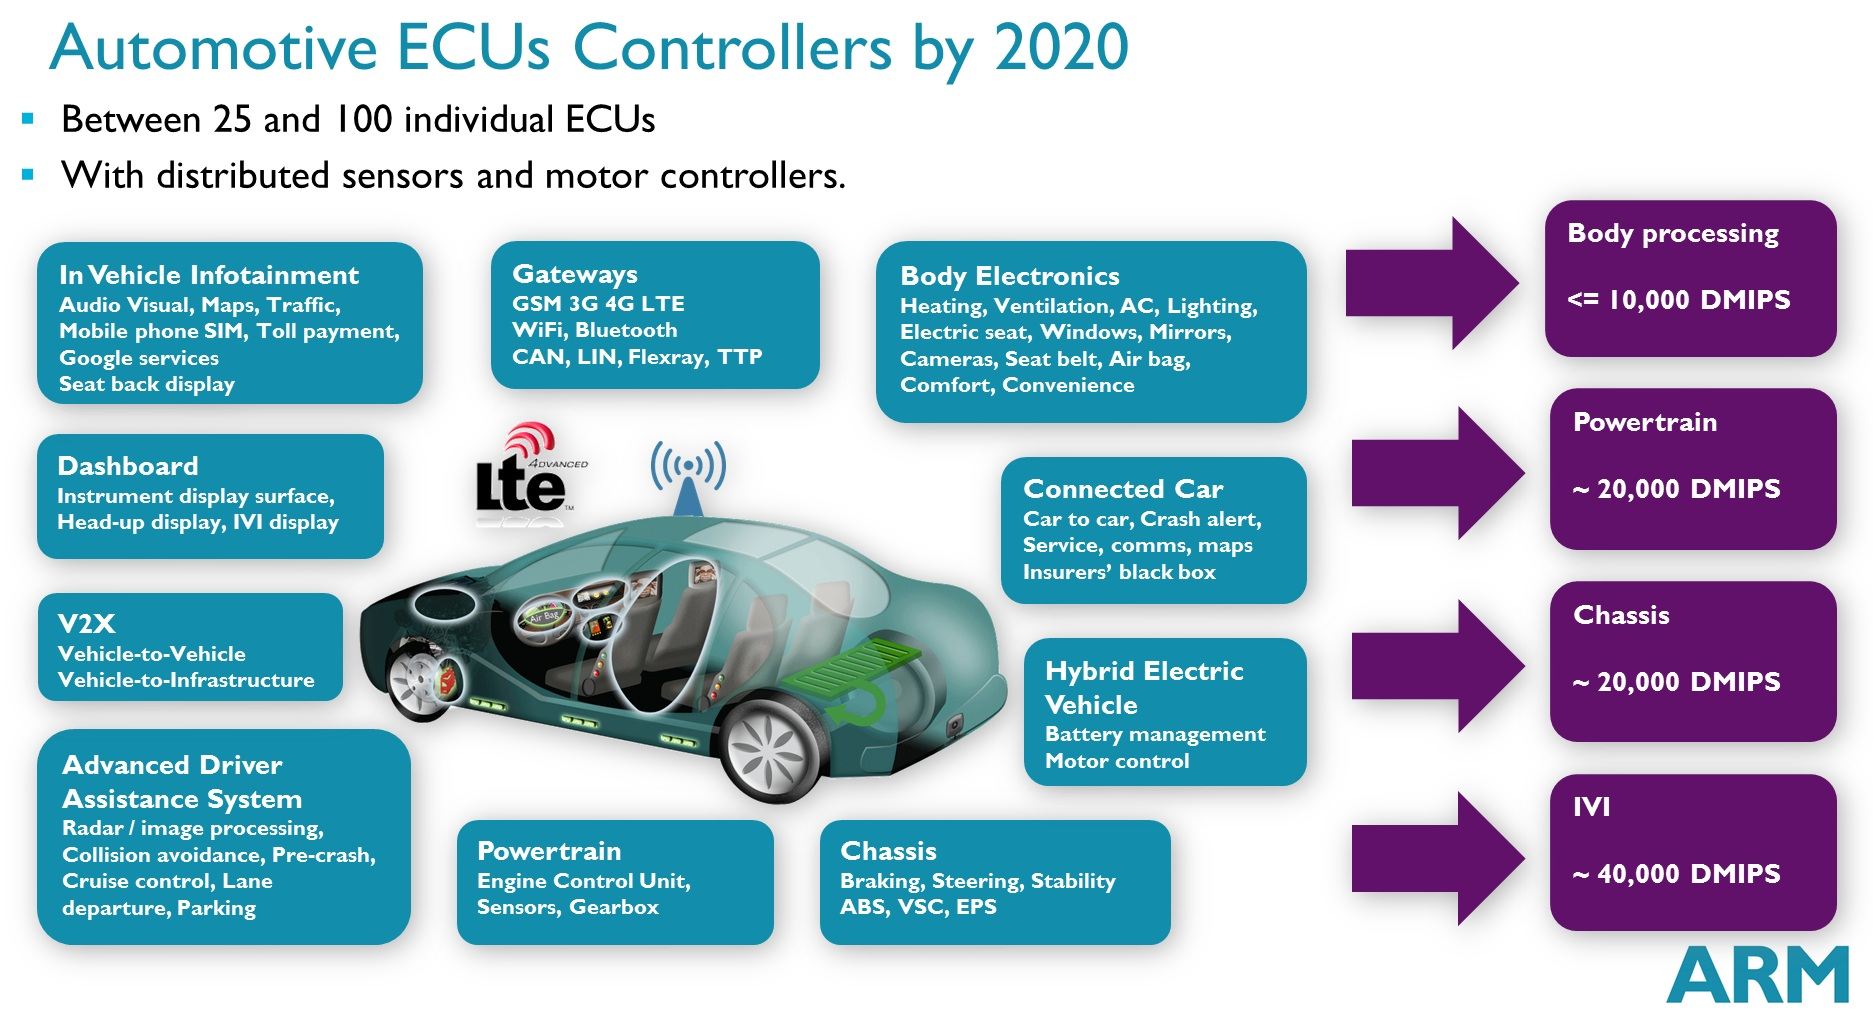 Automotive ECUs Controllers by 2020
Between 25 and 100 individual ECUs
With distributed sensors and motor controllers.
In Vehicle Infotainment
Audio Visual, Maps, Traffic,
Mobile phone SIM, Toll payment,
Google services
Seat back display
Gateways
GSM 3G 4G LTE
WiFi, Bluetooth
CAN, LIN, Flexray, TTP
Body Electronics
Heating, Ventilation, AC, Lighting,
Electric seat, Windows, Mirrors,
Cameras, Seat belt, Air bag,
Comfort, Convenience
Body processing
<= 10,000 DMIPS
Dashboard
Instrument display surface,
Head-up display, IVI display
4DVANCED
Lte TM
Connected Car
Car to car, Crash alert,
Service, comms, maps
Insurers’ black box
Powertrain
~ 20,000 DMIPS
V2X
Vehicle-to-Vehicle
Vehicle-to-Infrastructure
Air Bag
Hybrid Electric
Vehicle
Battery management
Motor control
Chassis
~ 20,000 DMIPS
Advanced Driver
Assistance System
Radar / image processing,
Collision avoidance, Pre-crash,
Cruise control, Lane
departure, Parking
Powertrain
Engine Control Unit,
Sensors, Gearbox
Chassis
Braking, Steering, Stability
ABS, VSC, EPS
IVI
~ 40,000 DMIPS
ARM